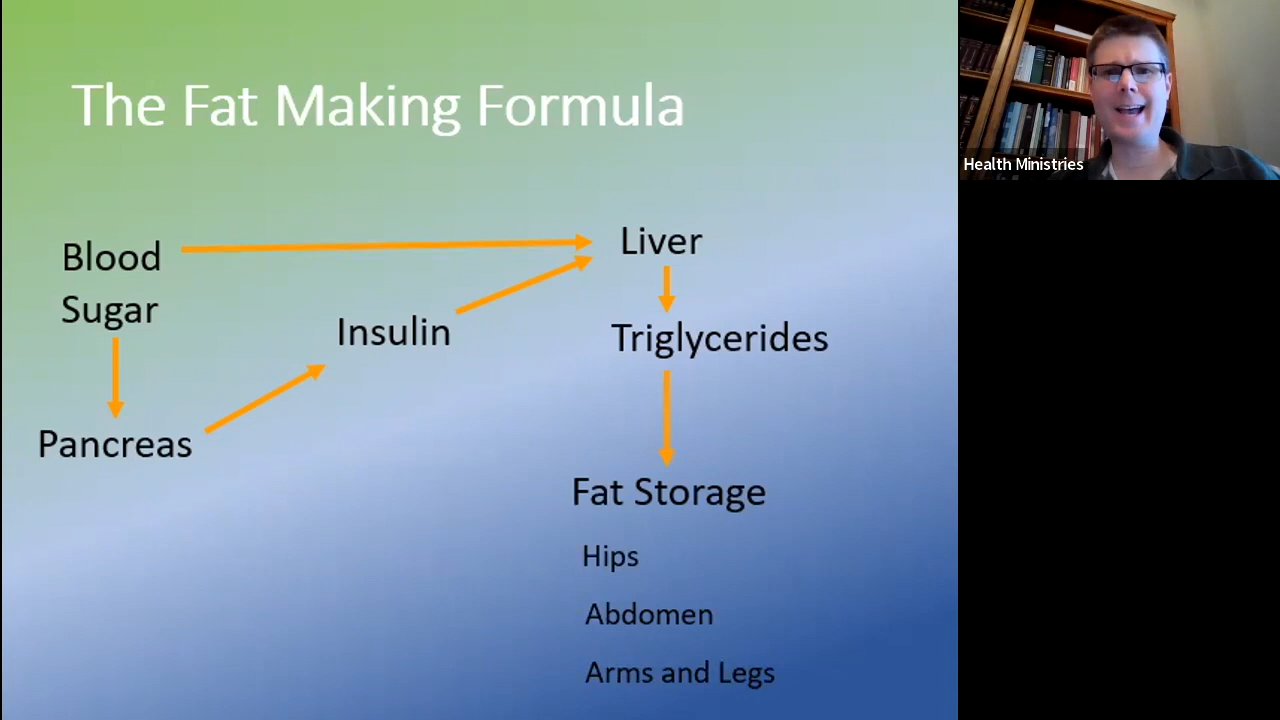 The Fat Making Formula
Health Ministries
Blood
Sugar
Liver
Insulin
Triglycerides
Pancreas
Fat Storage
Hips
Abdomen
Arms and Legs